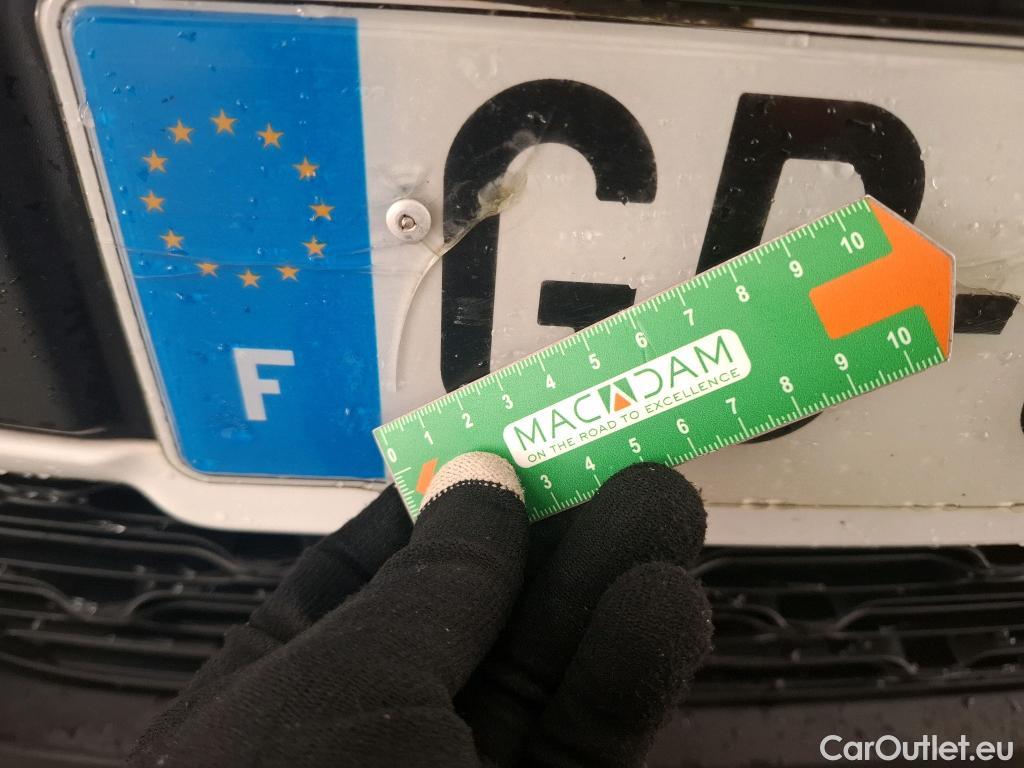 F
G
0 1 2 3 4 5 6 7 8 9 10
MACADAM
ON THE ROAD TO EXCELLENCE
3 4 5 6 7 8 9 10
CarOutlet.eu